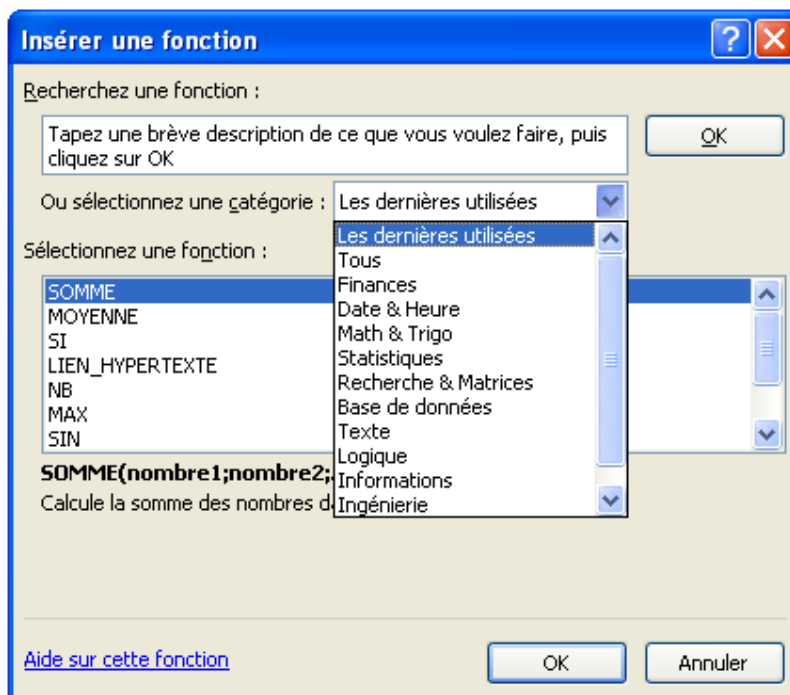 Insérer une fonction
Recherchez une fonction :
Tapez une brève description de ce que vous voulez faire, puis
cliquez sur OK
OK
Ou sélectionnez une catégorie :
Les dernières utilisées
Les dernières utilisées
Tous
Finances
Date & Heure
Math & Trigo
Statistiques
Recherche & Matrices
Base de données
Texte
Logique
Informations
Ingénierie
Sélectionnez une fonction :
SOMME
MOYENNE
SI
LIEN_HYPERTEXTE
NB
MAX
SIN
SOMME(nombre1;nombre2;
Calcule la somme des nombres
Aide sur cette fonction
OK
Annuler